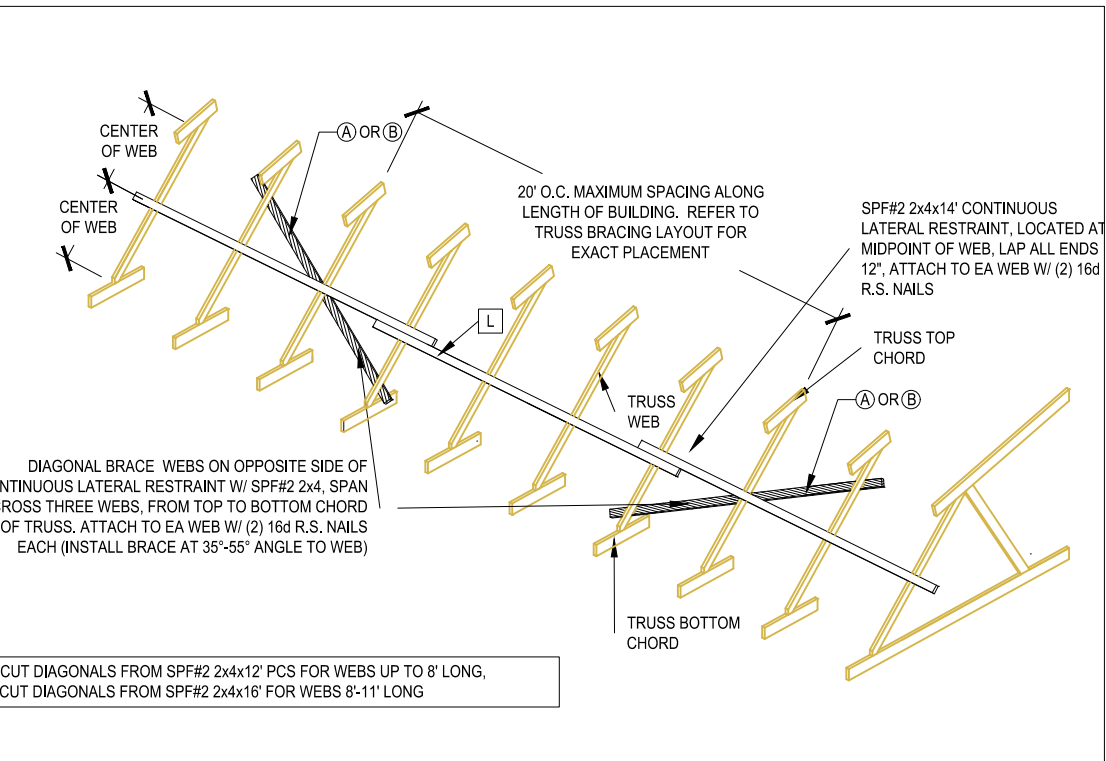 CENTER
OF WEB
CENTER
OF WEB
A OR B
20' O.C. MAXIMUM SPACING ALONG
LENGTH OF BUILDING. REFER TO
TRUSS BRACING LAYOUT FOR
EXACT PLACEMENT
SPF#2 2x4x14' CONTINUOUS
LATERAL RESTRAINT, LOCATED AT
MIDPOINT OF WEB, LAP ALL ENDS
12", ATTACH TO EA WEB W/ (2) 16d
R.S. NAILS
L
TRUSS TOP
CHORD
TRUSS
WEB
A OR B
DIAGONAL BRACE WEBS ON OPPOSITE SIDE OF
NTINUOUS LATERAL RESTRAINT W/ SPF#2 2x4, SPAN
CROSS THREE WEBS, FROM TOP TO BOTTOM CHORD
OF TRUSS. ATTACH TO EA WEB W/ (2) 16d R.S. NAILS
EACH (INSTALL BRACE AT 35°-55° ANGLE TO WEB)
TRUSS BOTTOM
CHORD
CUT DIAGONALS FROM SPF#2 2x4x12' PCS FOR WEBS UP TO 8' LONG,
CUT DIAGONALS FROM SPF#2 2x4x16' FOR WEBS 8'-11' LONG